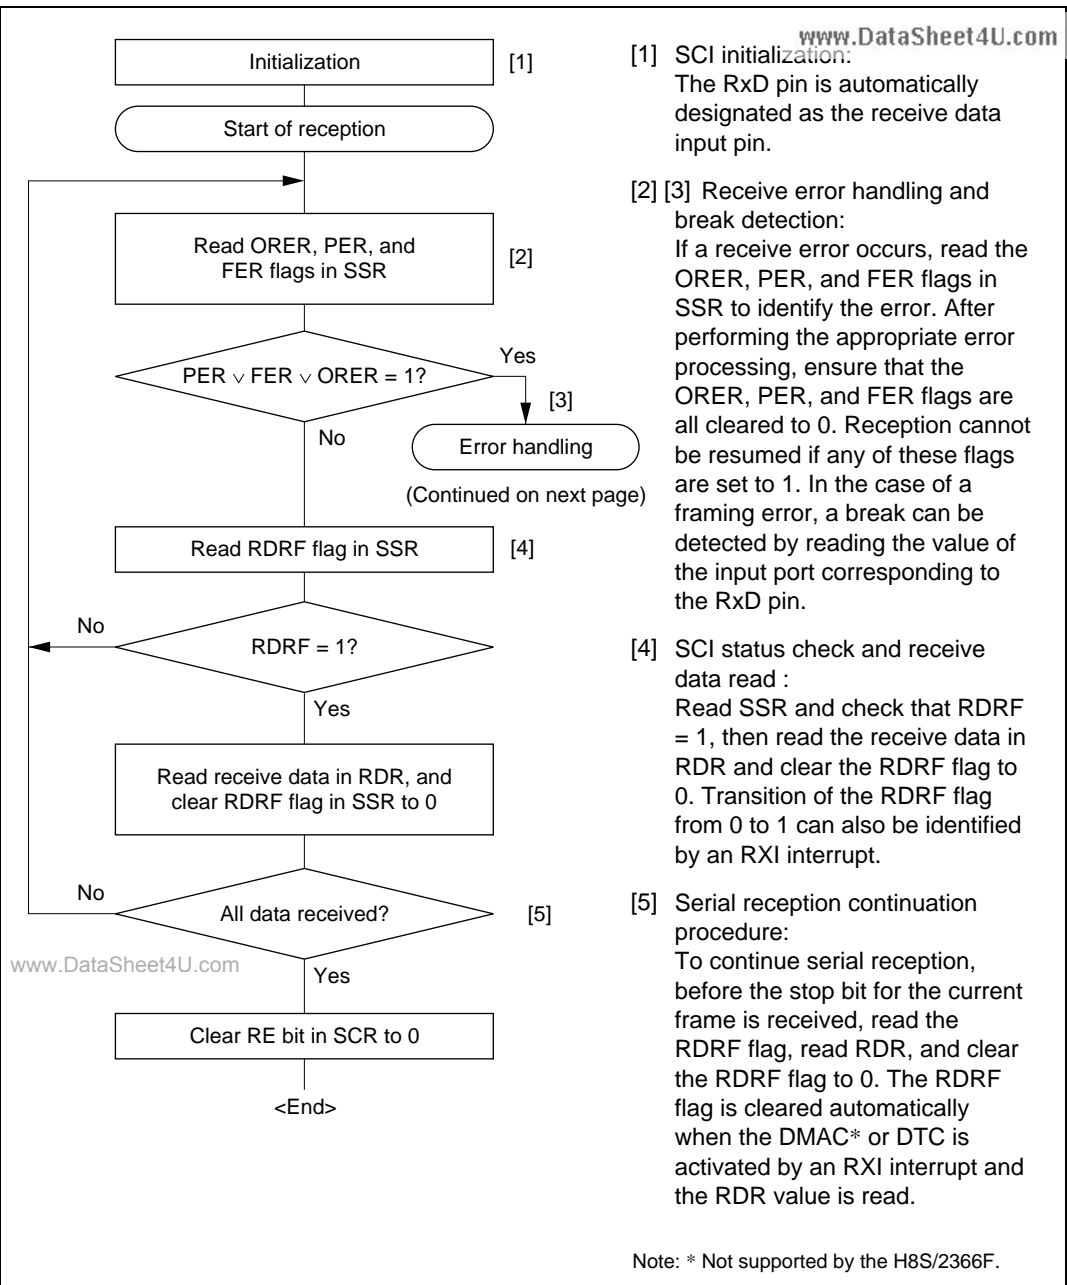 www.DataSheet4U.com
Initialization
[1]
Start of reception
Read ORER, PER, and
FER flags in SSR
[2]
PER ∨ FER ∨ ORER = 1?
Yes
[3]
No
Error handling
(Continued on next page)
Read RDRF flag in SSR
[4]
No
RDRF = 1?
Yes
Read receive data in RDR, and
clear RDRF flag in SSR to 0
No
All data received?
[5]
www.DataSheet4U.com
Yes
Clear RE bit in SCR to 0
<End>
[1] SCI initialization:
The RxD pin is automatically
designated as the receive data
input pin.
[2] [3] Receive error handling and
break detection:
If a receive error occurs, read the
ORER, PER, and FER flags in
SSR to identify the error. After
performing the appropriate error
processing, ensure that the
ORER, PER, and FER flags are
all cleared to 0. Reception cannot
be resumed if any of these flags
are set to 1. In the case of a
framing error, a break can be
detected by reading the value of
the input port corresponding to
the RxD pin.
[4] SCI status check and receive
data read :
Read SSR and check that RDRF
= 1, then read the receive data in
RDR and clear the RDRF flag to
0. Transition of the RDRF flag
from 0 to 1 can also be identified
by an RXI interrupt.
[5] Serial reception continuation
procedure:
To continue serial reception,
before the stop bit for the current
frame is received, read the
RDRF flag, read RDR, and clear
the RDRF flag to 0. The RDRF
flag is cleared automatically
when the DMAC* or DTC is
activated by an RXI interrupt and
the RDR value is read.
Note: * Not supported by the H8S/2366F.